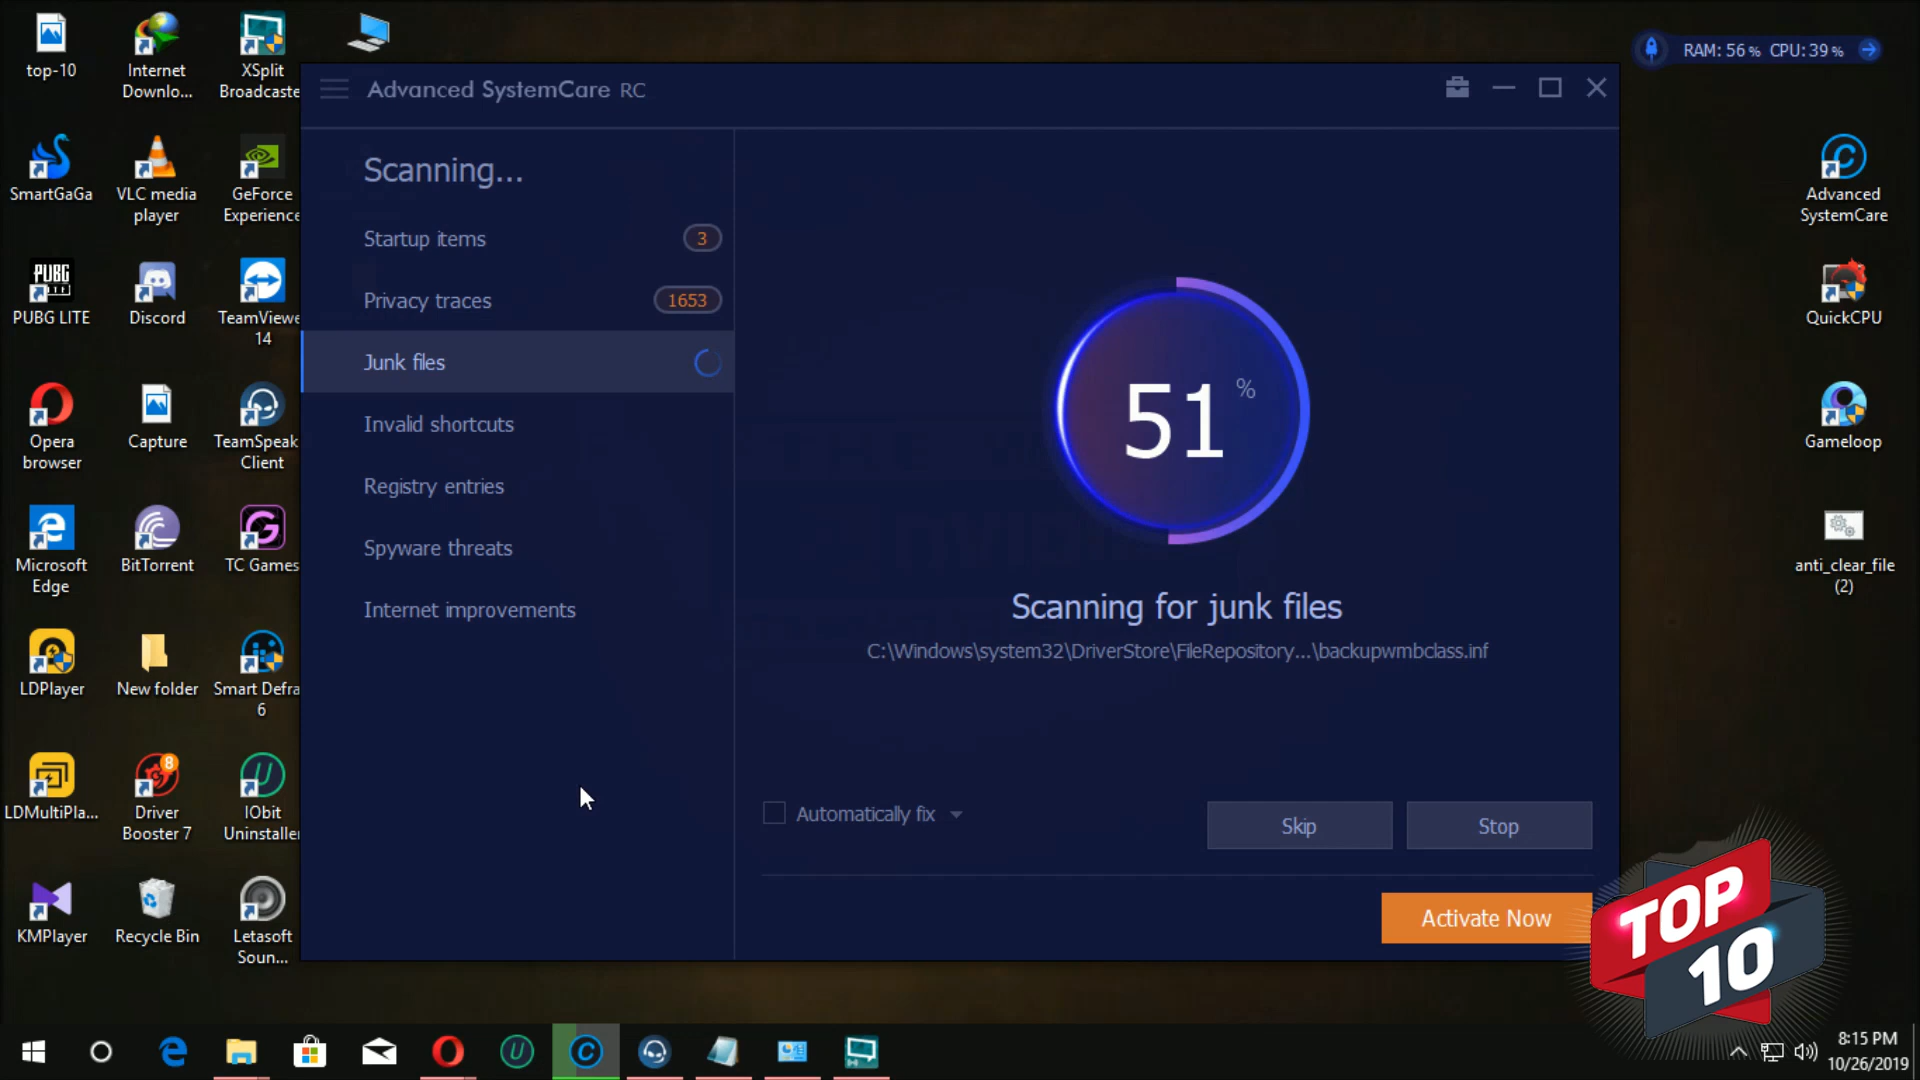 top-10
Internet
Downlo...
XSplit
Broadcaste
RAM: 56 % CPU: 39 %
Advanced SystemCare RC
SmartGaGa
VLC media
player
GeForce
Experience
Advanced
SystemCare
Scanning...
Startup items 3
Privacy traces 1653
Junk files
Invalid shortcuts
Registry entries
Spyware threats
Internet improvements
51 %
Scanning for junk files
C:\Windows\system32\DriverStore\FileRepository...\backupwmbclass.inf
Automatically fix
Skip
Stop
Activate Now
PUBG
PUBG LITE
Discord
TeamViewe
14
QuickCPU
Opera
browser
Capture
TeamSpeak
Client
Gameloop
Microsoft
Edge
BitTorrent
TC Games
anti_clear_file
(2)
LDPlayer
New folder
Smart Defra
6
LDMultiPla...
8
Driver
Booster 7
IObit
Uninstaller
KMPlayer
Recycle Bin
Letasoft
Soun...
TOP
10
8:15 PM
10/26/2019